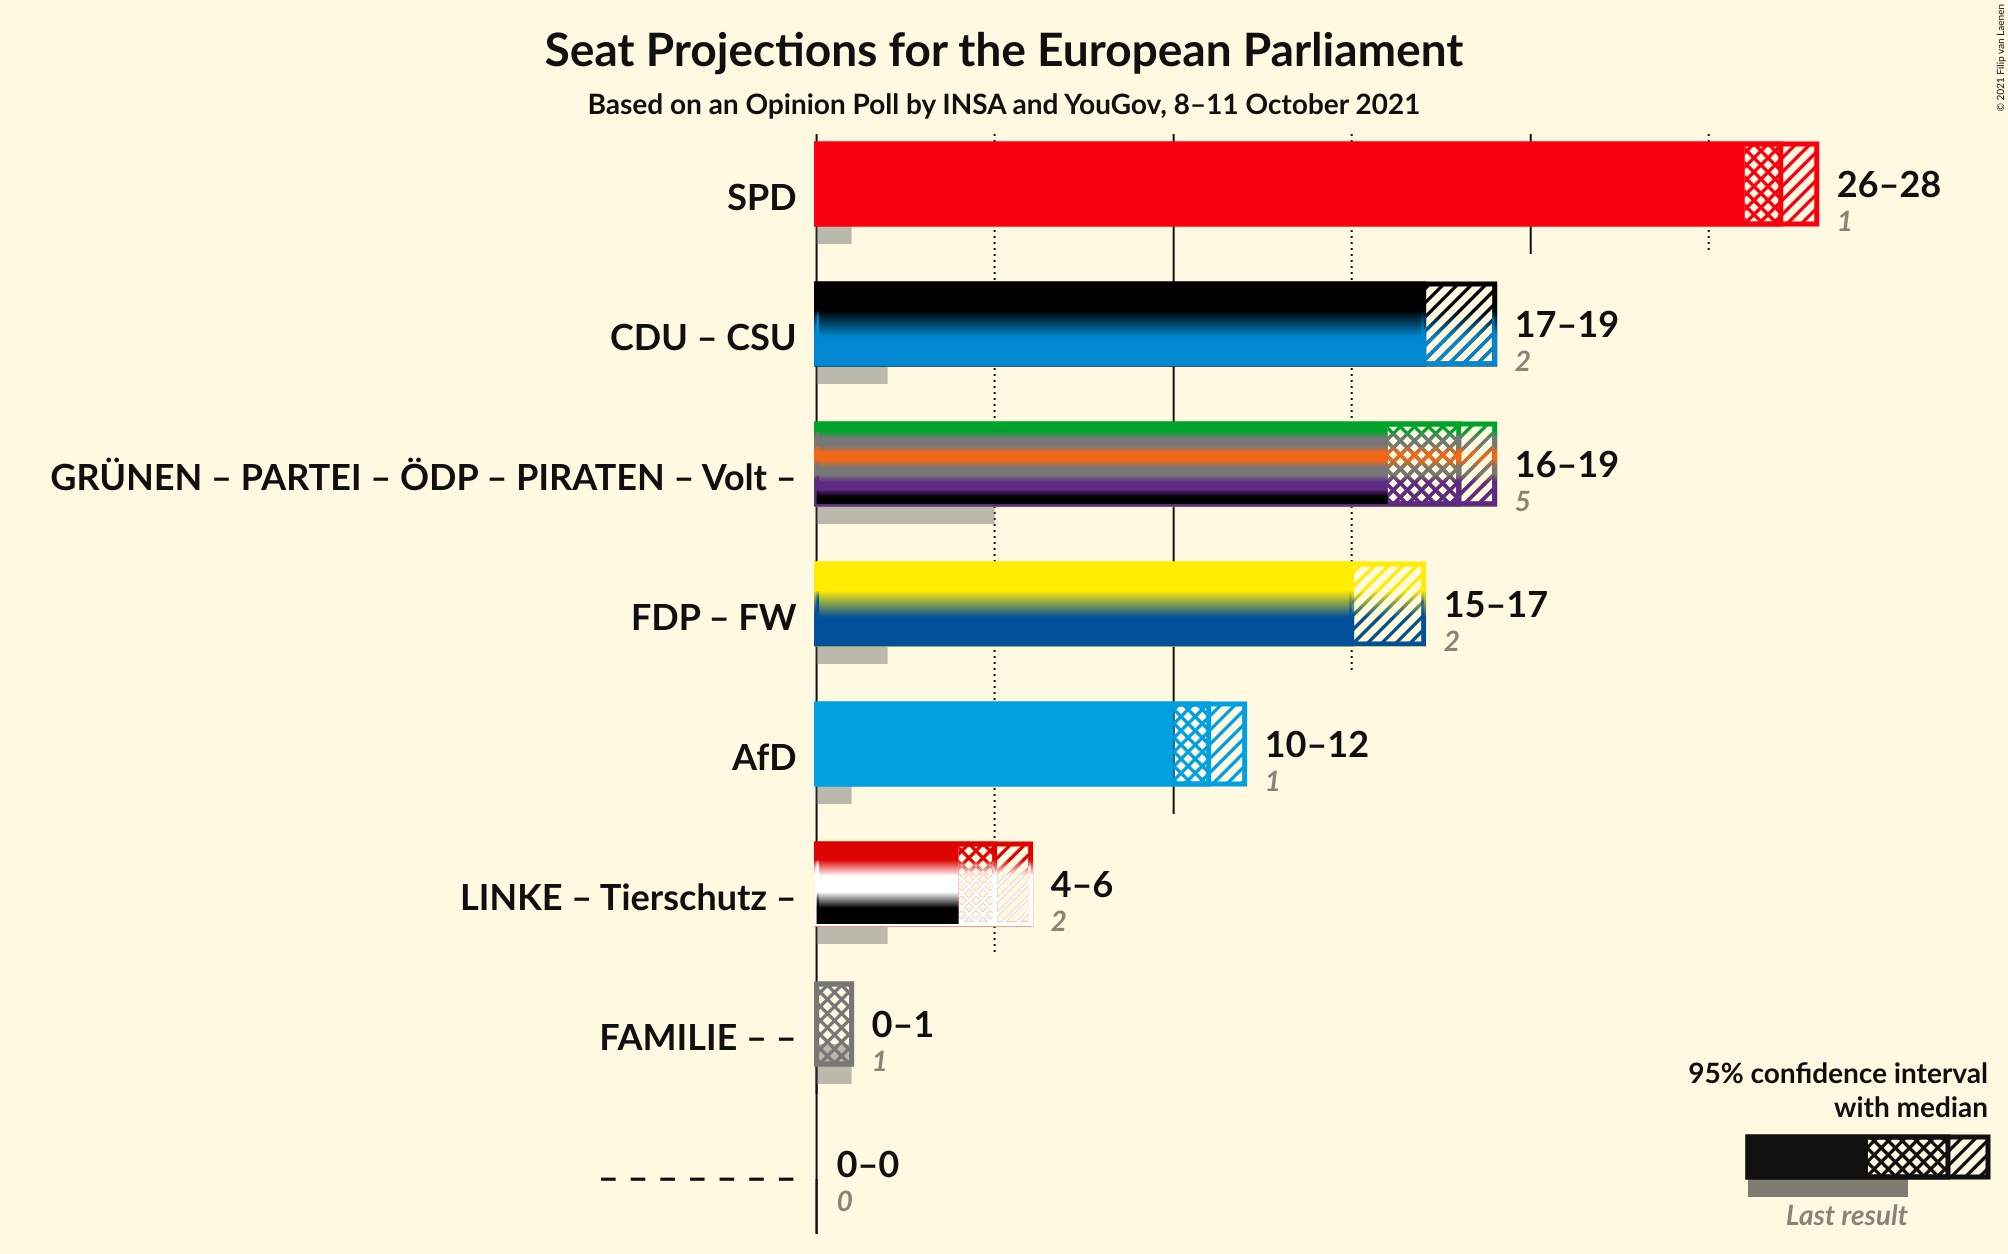 Seat Projections for the European Parliament
Based on an Opinion Poll by INSA and YouGov, 8–11 October 2021
© 2021 Filip van Laenen
SPD
26–28
1
CDU – CSU
17–19
2
GRÜNEN – PARTEI – ÖDP – PIRATEN – Volt –
16–19
5
FDP – FW
15–17
2
AfD
10–12
1
LINKE – Tierschutz –
4–6
2
FAMILIE – –
0–1
1
– – – – – – –
0–0
0
95% confidence interval
with median
Last result